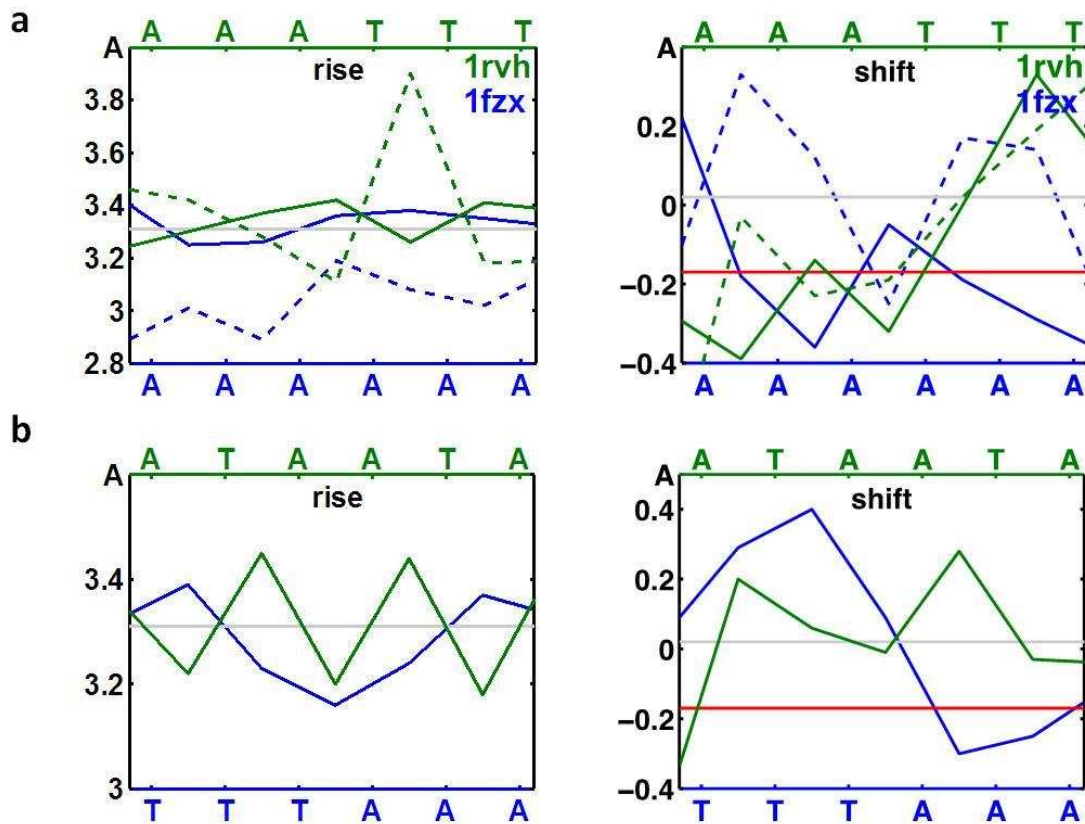 a
A A A T T T
A A A T T T
A
rise
1rvh
1fzx
3.8
3.6
3.4
3.2
3
2.8
A
shift
1rvh
1fzx
0.2
0
−0.2
−0.4
A A A A A A
A A A A A A
b
A T A A T A
A T A A T A
A
rise
3.4
3.2
3
A
shift
0.4
0.2
0
−0.2
−0.4
T T T A A A
T T T A A A